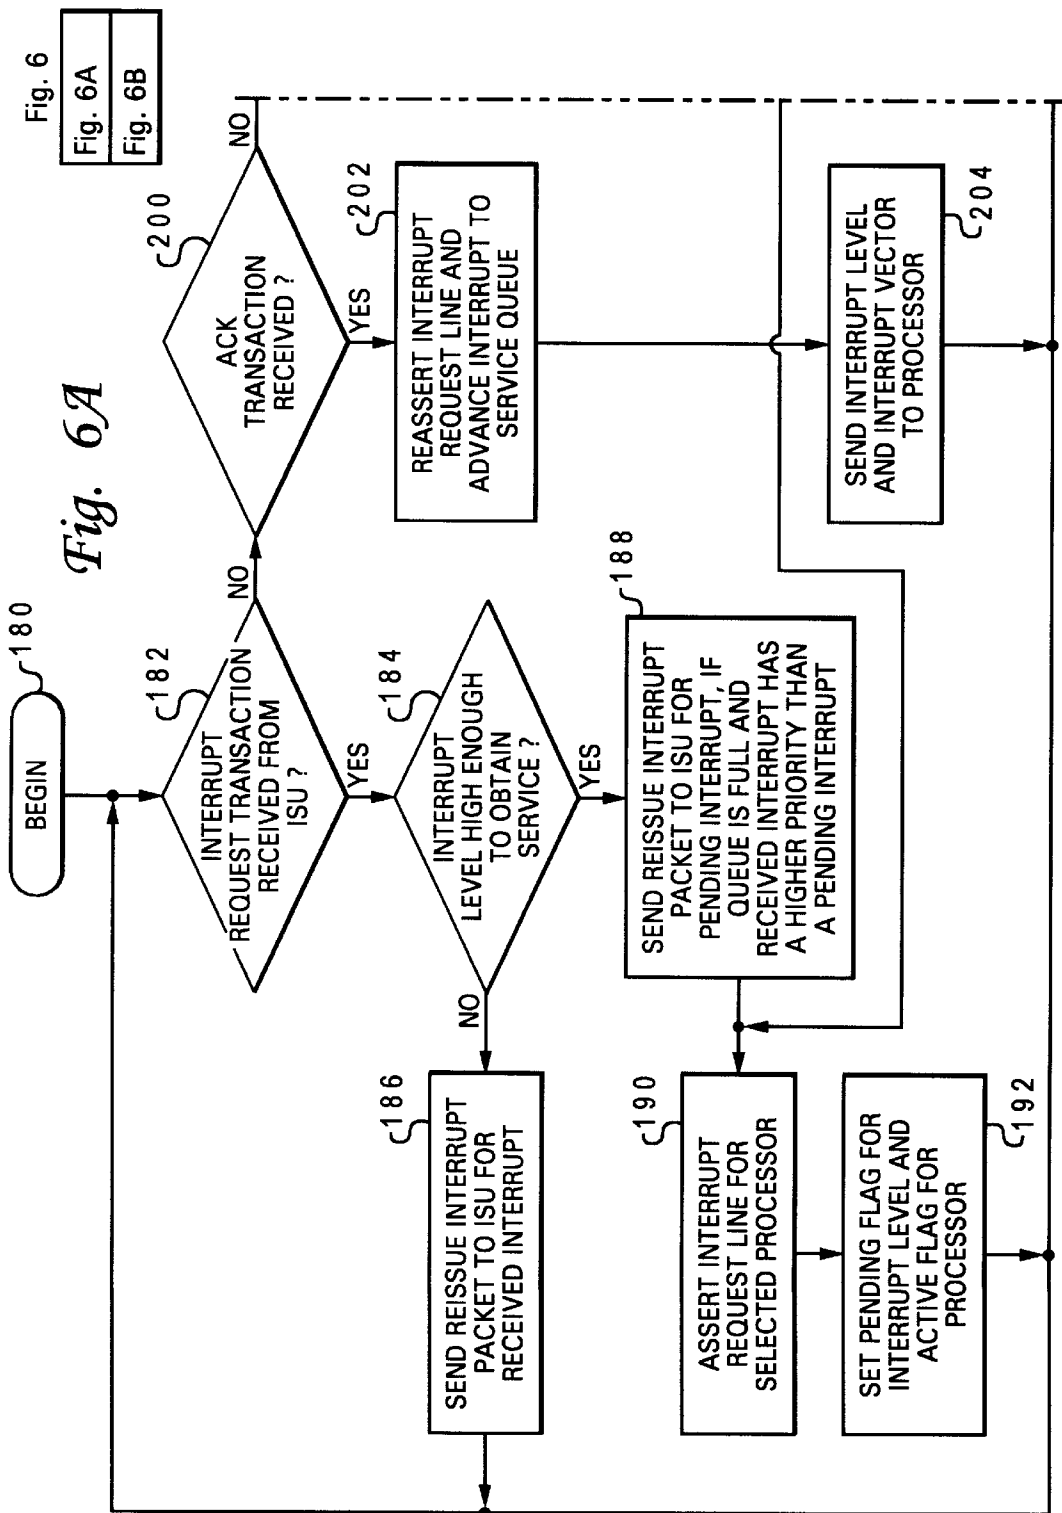 Fig. 6
Fig. 6A
Fig. 6B
Fig. 6A
BEGIN
180
182
INTERRUPT
REQUEST TRANSACTION
RECEIVED FROM
ISU ?
NO
YES
200
ACK
TRANSACTION
RECEIVED ?
NO
YES
184
INTERRUPT
LEVEL HIGH ENOUGH
TO OBTAIN
SERVICE ?
NO
YES
202
REASSERT INTERRUPT
REQUEST LINE AND
ADVANCE INTERRUPT TO
SERVICE QUEUE
186
SEND REISSUE INTERRUPT
PACKET TO ISU FOR
RECEIVED INTERRUPT
188
SEND REISSUE INTERRUPT
PACKET TO ISU FOR
PENDING INTERRUPT, IF
QUEUE IS FULL AND
RECEIVED INTERRUPT HAS
A HIGHER PRIORITY THAN
A PENDING INTERRUPT
190
ASSERT INTERRUPT
REQUEST LINE FOR
SELECTED PROCESSOR
192
SET PENDING FLAG FOR
INTERRUPT LEVEL AND
ACTIVE FLAG FOR
PROCESSOR
204
SEND INTERRUPT LEVEL
AND INTERRUPT VECTOR
TO PROCESSOR